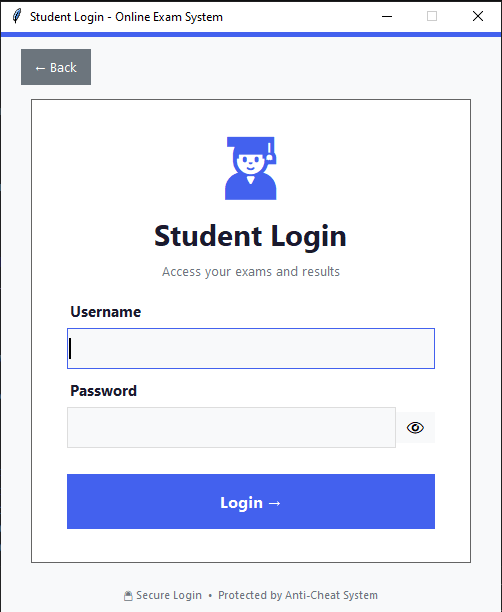 Student Login - Online Exam System
← Back
Student Login
Access your exams and results
Username
Password
Login →
Secure Login • Protected by Anti-Cheat System